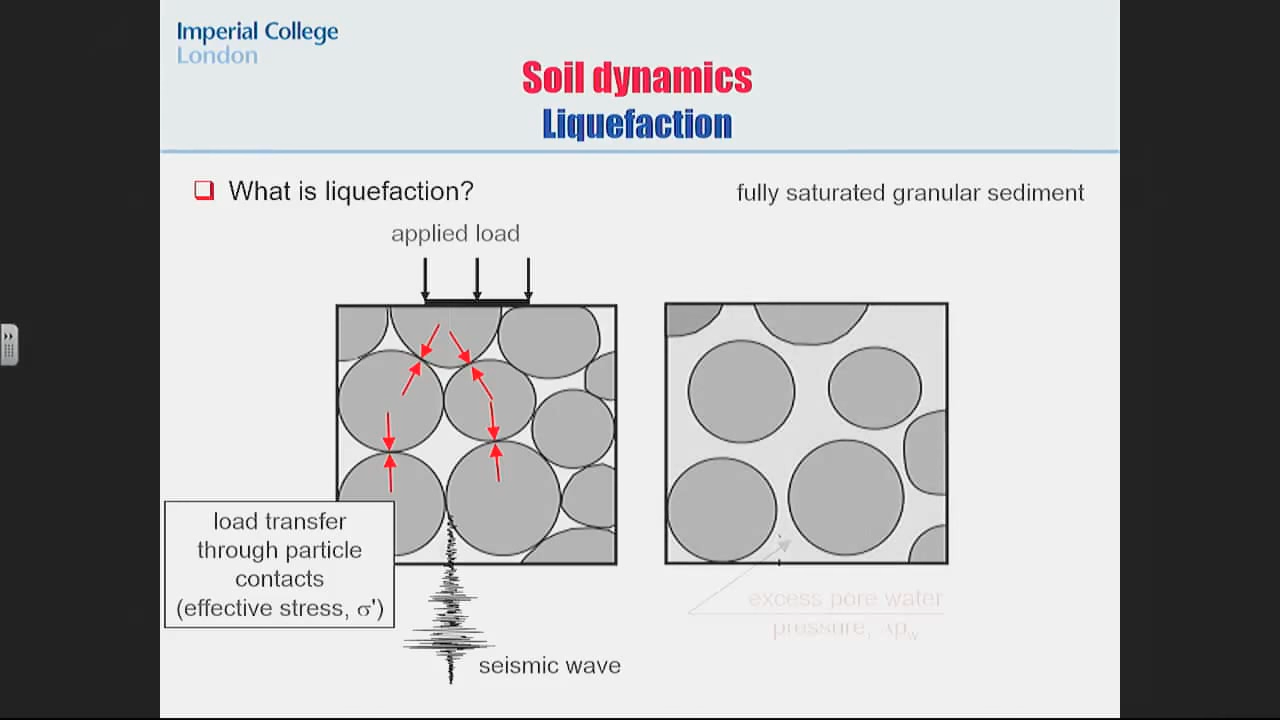 Imperial College
London
Soil dynamics
Liquefaction
What is liquefaction?
fully saturated granular sediment
applied load
load transfer
through particle
contacts
(effective stress, σ')
excess pore water
pressure, Δpw
seismic wave